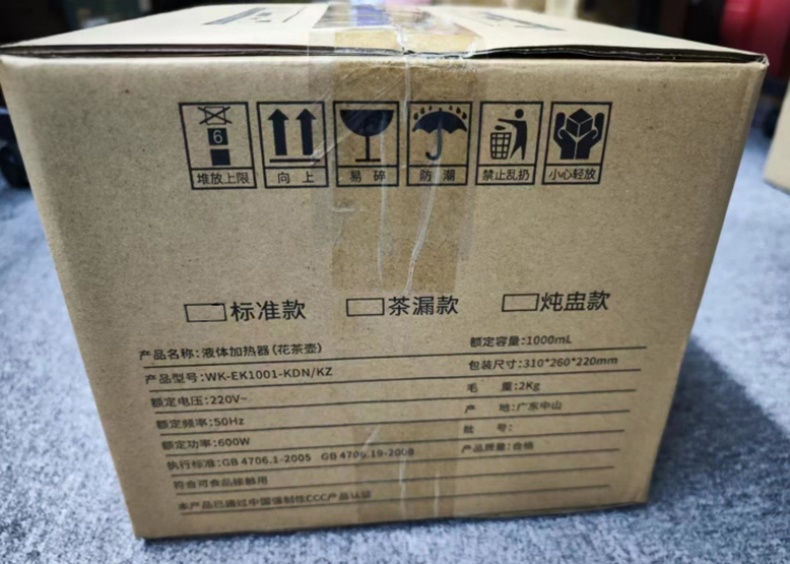 6
堆放上限 向上 易碎 防潮 禁止乱扔 小心轻放
标准款 茶漏款 炖盅款
产品名称:液体加热器(花茶壶) 额定容量:1000mL
产品型号:WK-EK1001-KDN/KZ 包装尺寸:310*260*220mm
额定电压:220V~ 毛 重:2Kg
额定频率:50Hz 产 地:广东中山
额定功率:600W 批 号:
执行标准:GB 4706.1-2005 GB 4706.19-2008 产品质量:合格
符合可食品接触用
本产品已通过中国强制性CCC产品认证